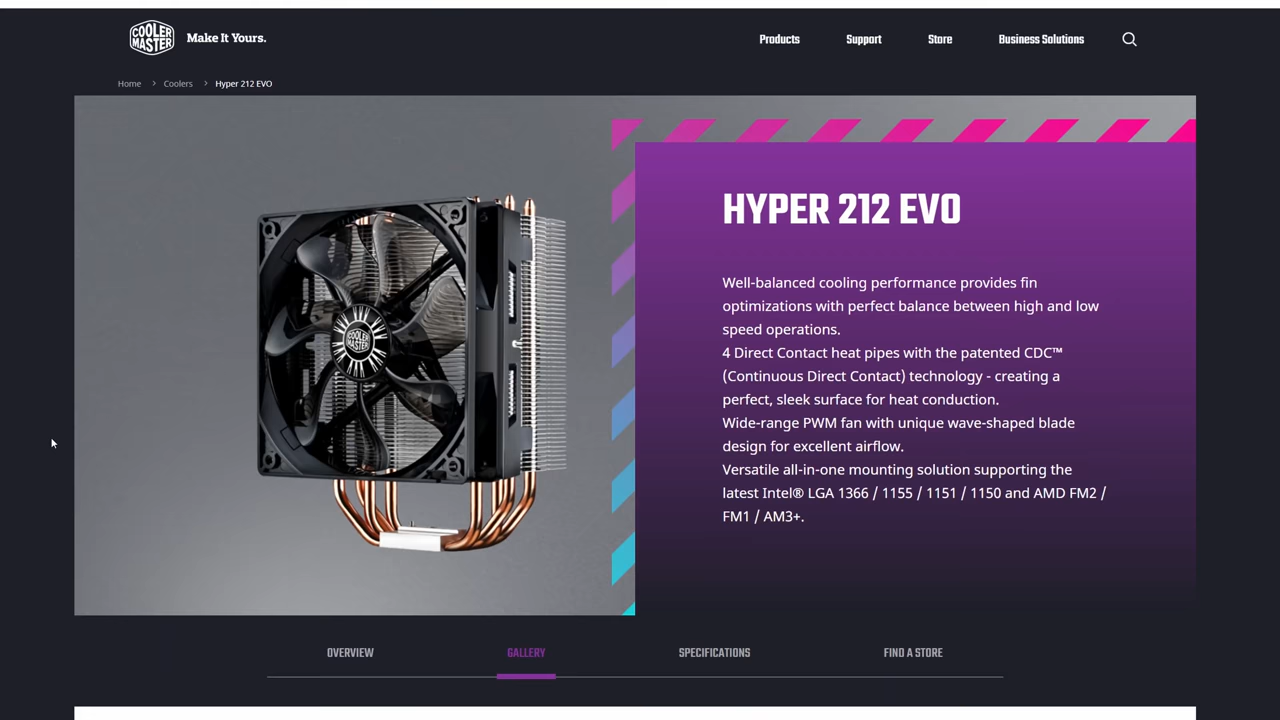 COOLER
MASTER
Make It Yours.
Products
Support
Store
Business Solutions
Home
Coolers
Hyper 212 EVO
COOLER
MASTER
HYPER 212 EVO
Well-balanced cooling performance provides fin
optimizations with perfect balance between high and low
speed operations.
4 Direct Contact heat pipes with the patented CDC™
(Continuous Direct Contact) technology - creating a
perfect, sleek surface for heat conduction.
Wide-range PWM fan with unique wave-shaped blade
design for excellent airflow.
Versatile all-in-one mounting solution supporting the
latest Intel® LGA 1366 / 1155 / 1151 / 1150 and AMD FM2 /
FM1 / AM3+.
OVERVIEW
GALLERY
SPECIFICATIONS
FIND A STORE